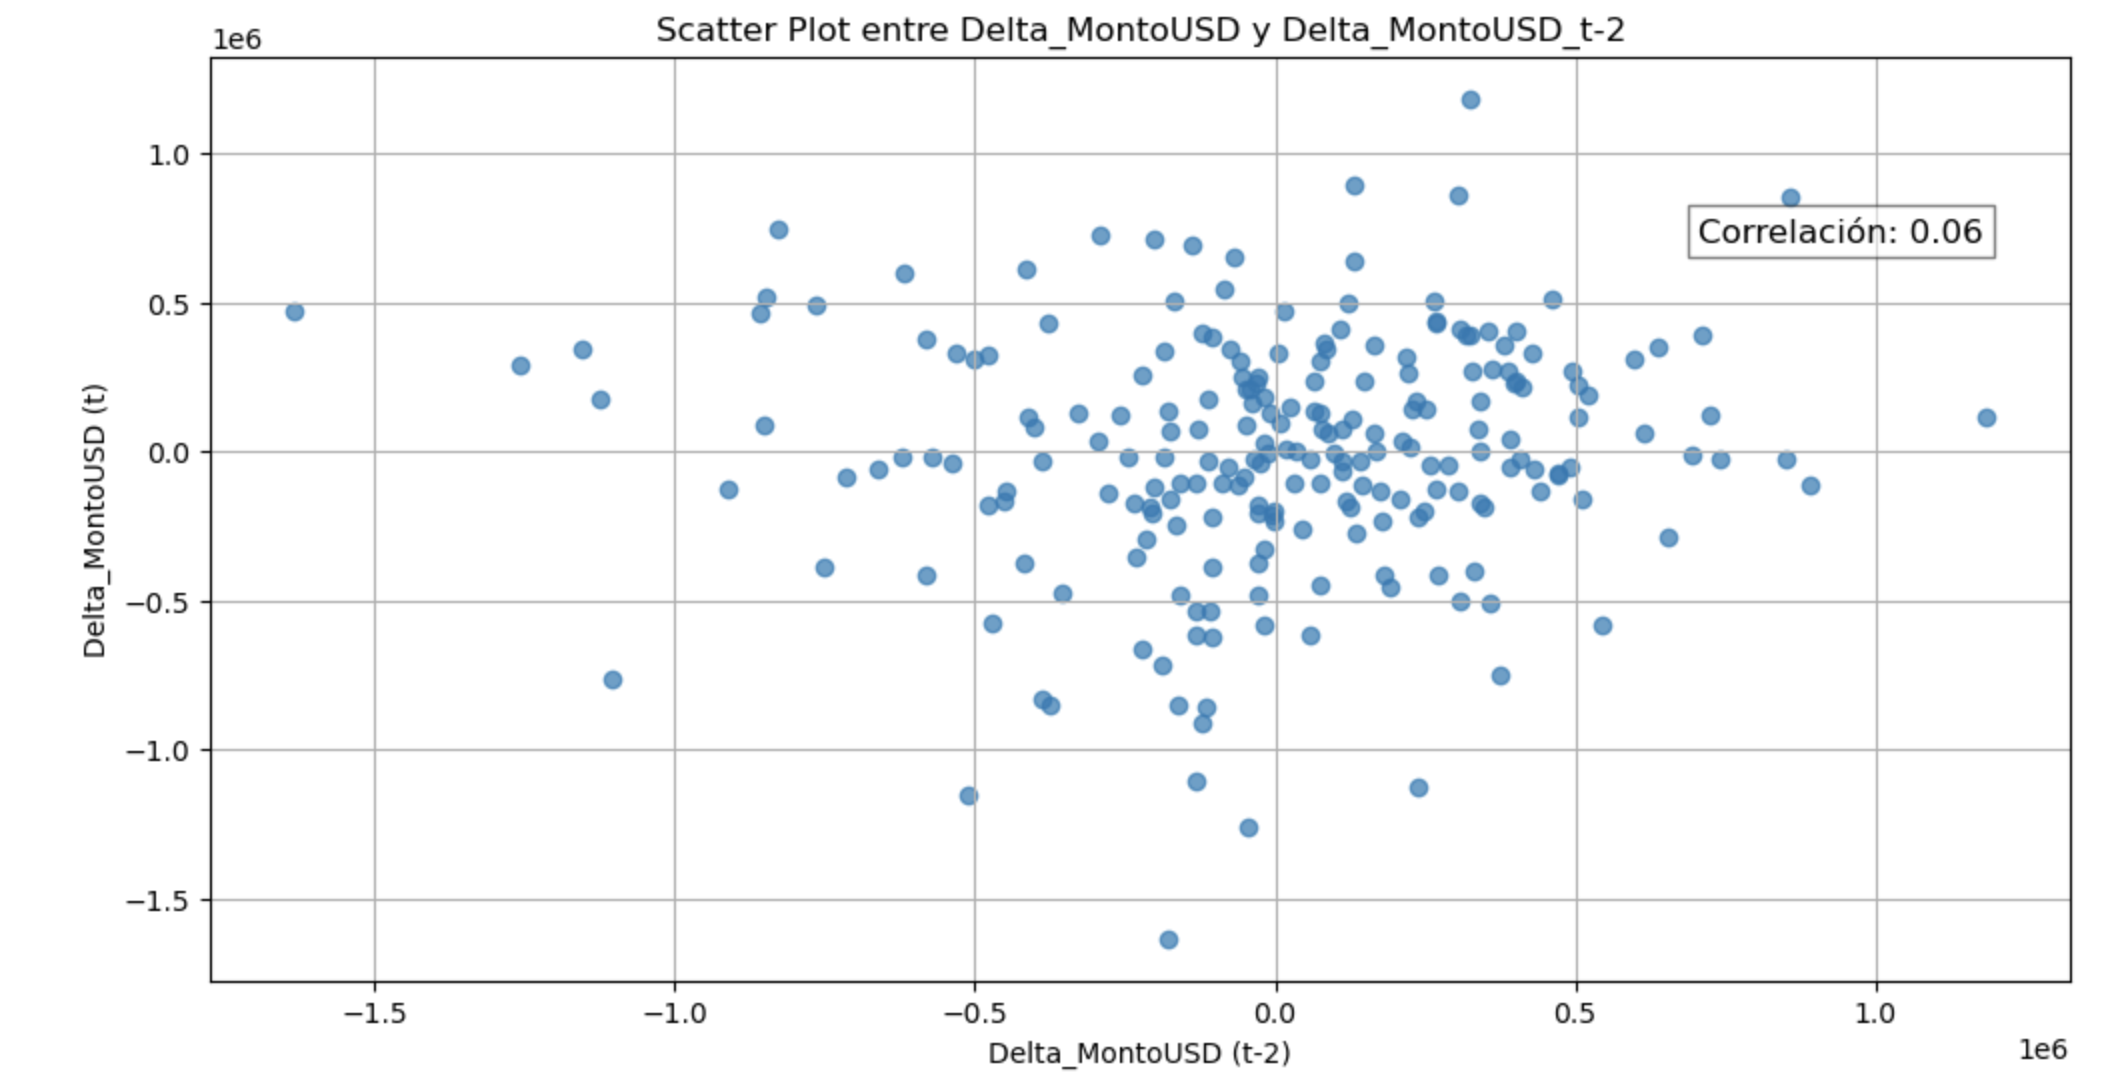 Scatter Plot entre Delta_MontoUSD y Delta_MontoUSD_t-2
1e6
1.0
0.5
0.0
−0.5
−1.0
−1.5
Delta_MontoUSD (t)
Correlación: 0.06
−1.5
−1.0
−0.5
0.0
0.5
1.0
1e6
Delta_MontoUSD (t-2)